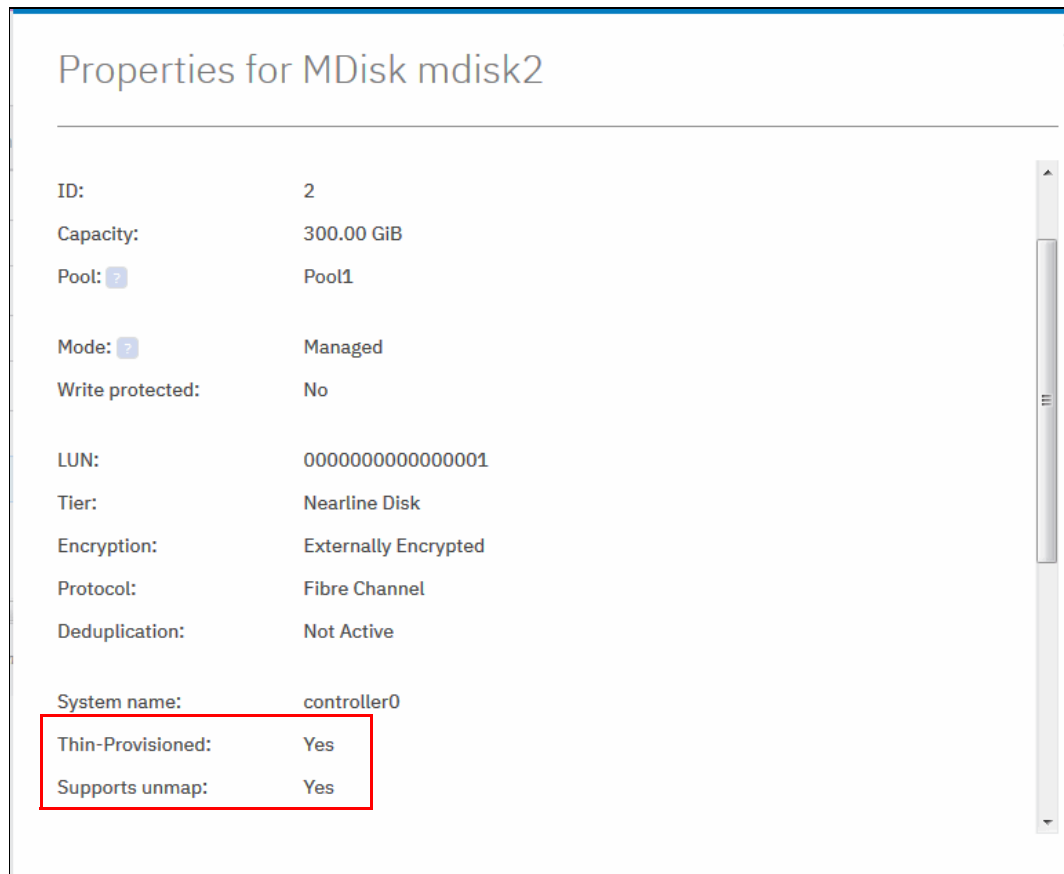 Properties for MDisk mdisk2
ID: 2
Capacity: 300.00 GiB
Pool: ? Pool1
Mode: ? Managed
Write protected: No
LUN: 0000000000000001
Tier: Nearline Disk
Encryption: Externally Encrypted
Protocol: Fibre Channel
Deduplication: Not Active
System name: controller0
Thin-Provisioned: Yes
Supports unmap: Yes